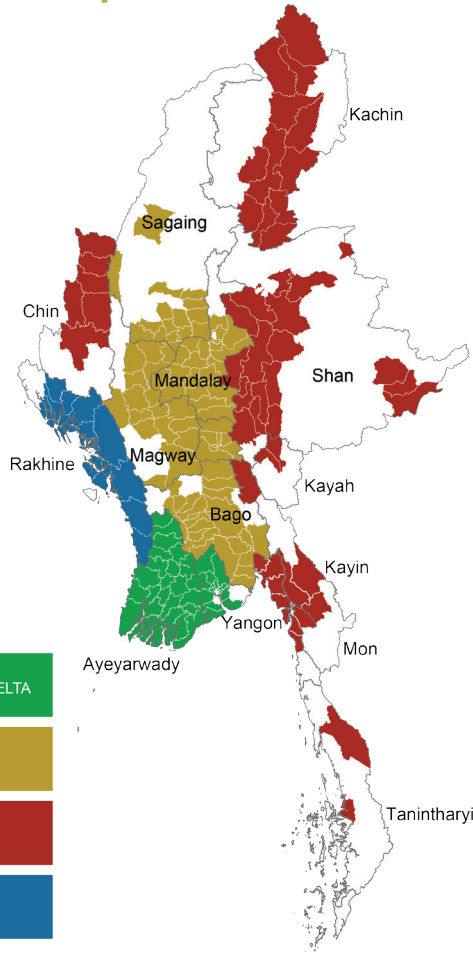 Kachin
Sagaing
Chin
Mandalay
Shan
Magway
Rakhine
Kayah
Bago
Kayin
Yangon
Mon
Ayeyarwady
ELTA
Tanintharyi